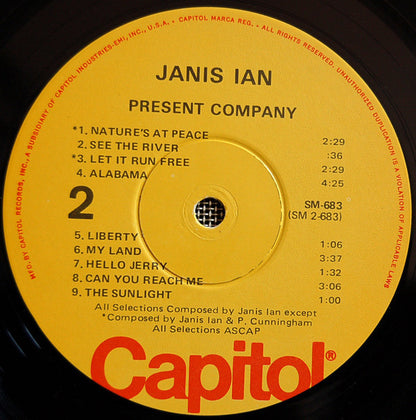 MFG. BY CAPITOL RECORDS, INC., A SUBSIDIARY OF CAPITOL INDUSTRIES-EMI, INC., U.S.A. • CAPITOL MARCA REG. • ALL RIGHTS RESERVED. UNAUTHORIZED DUPLICATION IS A VIOLATION OF APPLICABLE LAWS
JANIS IAN
PRESENT COMPANY
*1. NATURE'S AT PEACE 2:29
2. SEE THE RIVER :36
*3. LET IT RUN FREE 2:29
4. ALABAMA 4:25
2
SM-683
(SM 2-683)
5. LIBERTY 1:06
6. MY LAND 3:37
7. HELLO JERRY 1:32
8. CAN YOU REACH ME 3:06
9. THE SUNLIGHT 1:00
All Selections Composed by Janis Ian except
*Composed by Janis Ian & P. Cunningham
All Selections ASCAP
Capitol®